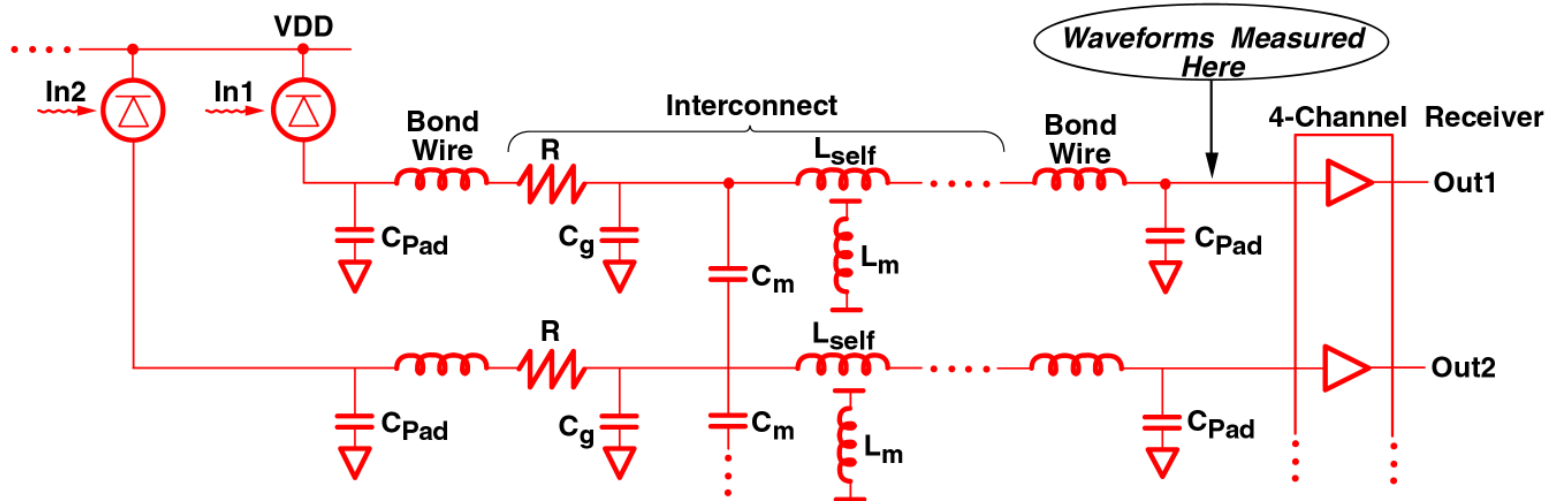 VDD
Waveforms Measured
Here
In2
In1
Interconnect
4-Channel Receiver
Bond
Wire
R
Lself
Bond
Wire
Out1
CPad
Cg
Cm
Lm
CPad
R
Lself
Out2
CPad
Cg
Cm
Lm
CPad